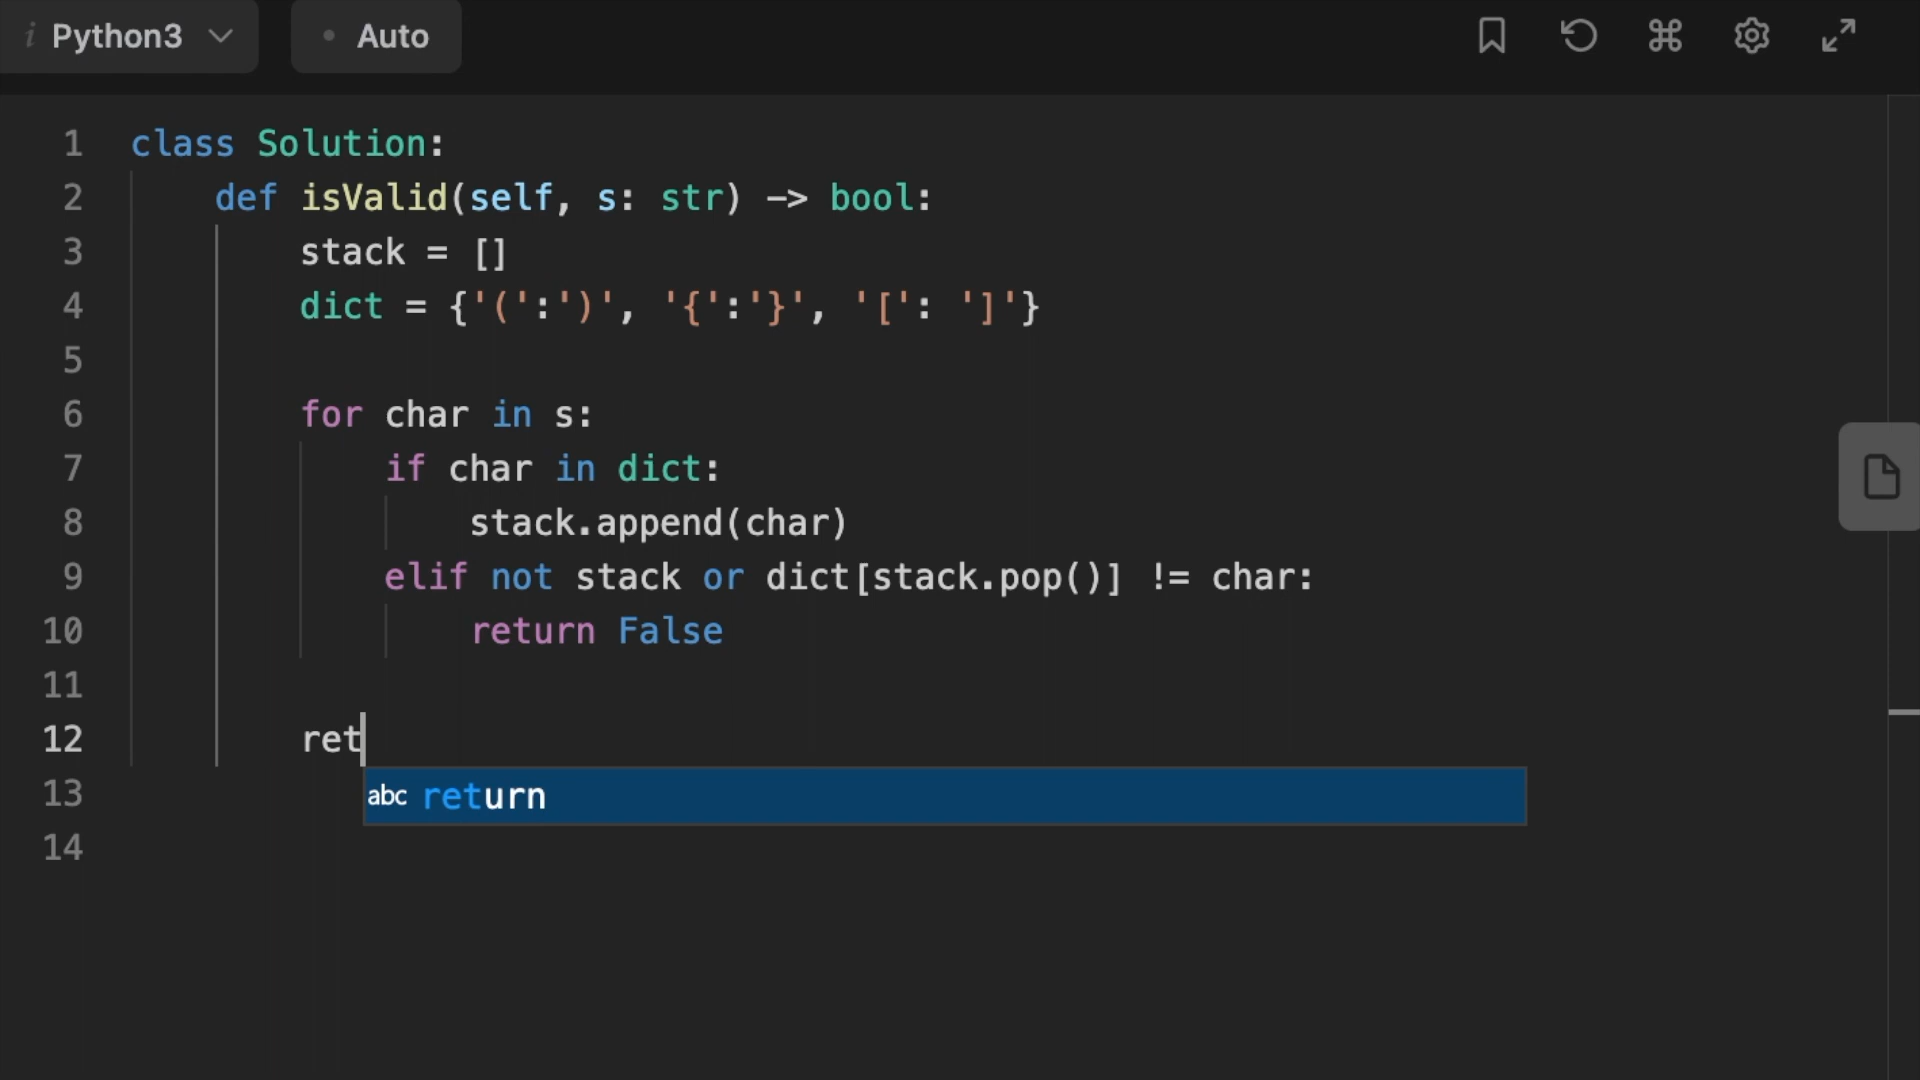 i Python3 • Auto
1 class Solution:
2     def isValid(self, s: str) -> bool:
3         stack = []
4         dict = {'(':')', '{':'}', '[': ']'}
5
6         for char in s:
7             if char in dict:
8                 stack.append(char)
9             elif not stack or dict[stack.pop()] != char:
10                 return False
11
12         ret
13 abc return
14